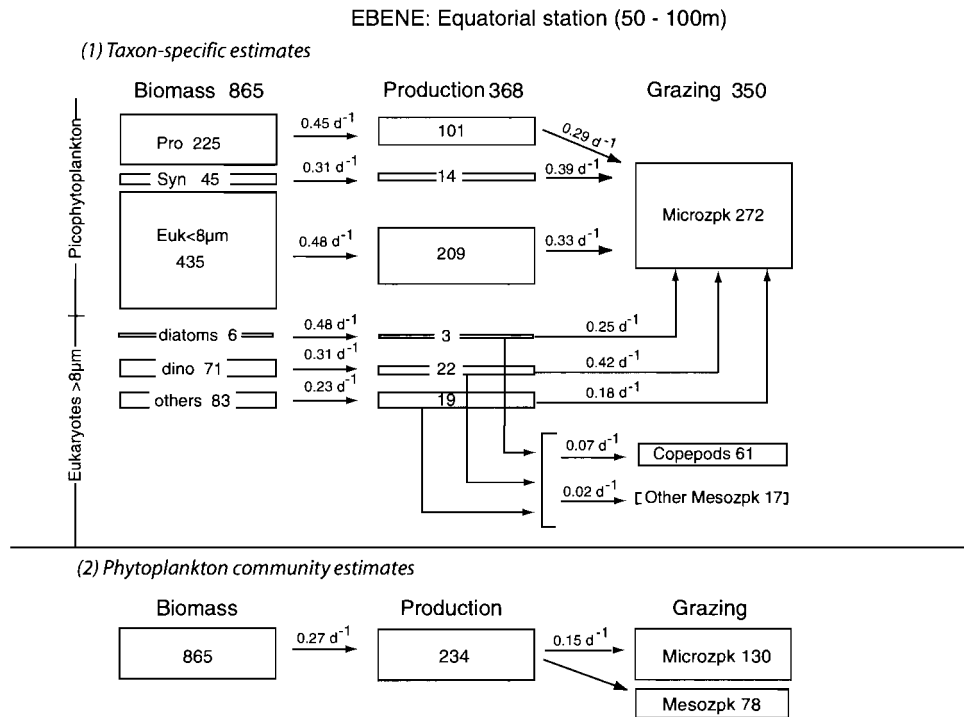 EBENE: Equatorial station (50 - 100m)
(1) Taxon-specific estimates
Biomass 865
Production 368
Grazing 350
Picophytoplankton
Pro 225
0.45 d-1
101
0.29 d-1
Syn 45
0.31 d-1
14
0.39 d-1
Microzpk 272
Euk<8µm
435
0.48 d-1
209
0.33 d-1
Eukaryotes >8µm
diatoms 6
0.48 d-1
3
0.25 d-1
dino 71
0.31 d-1
22
0.42 d-1
others 83
0.23 d-1
19
0.18 d-1
0.07 d-1
Copepods 61
0.02 d-1
[Other Mesozpk 17]
(2) Phytoplankton community estimates
Biomass
Production
Grazing
865
0.27 d-1
234
0.15 d-1
Microzpk 130
Mesozpk 78